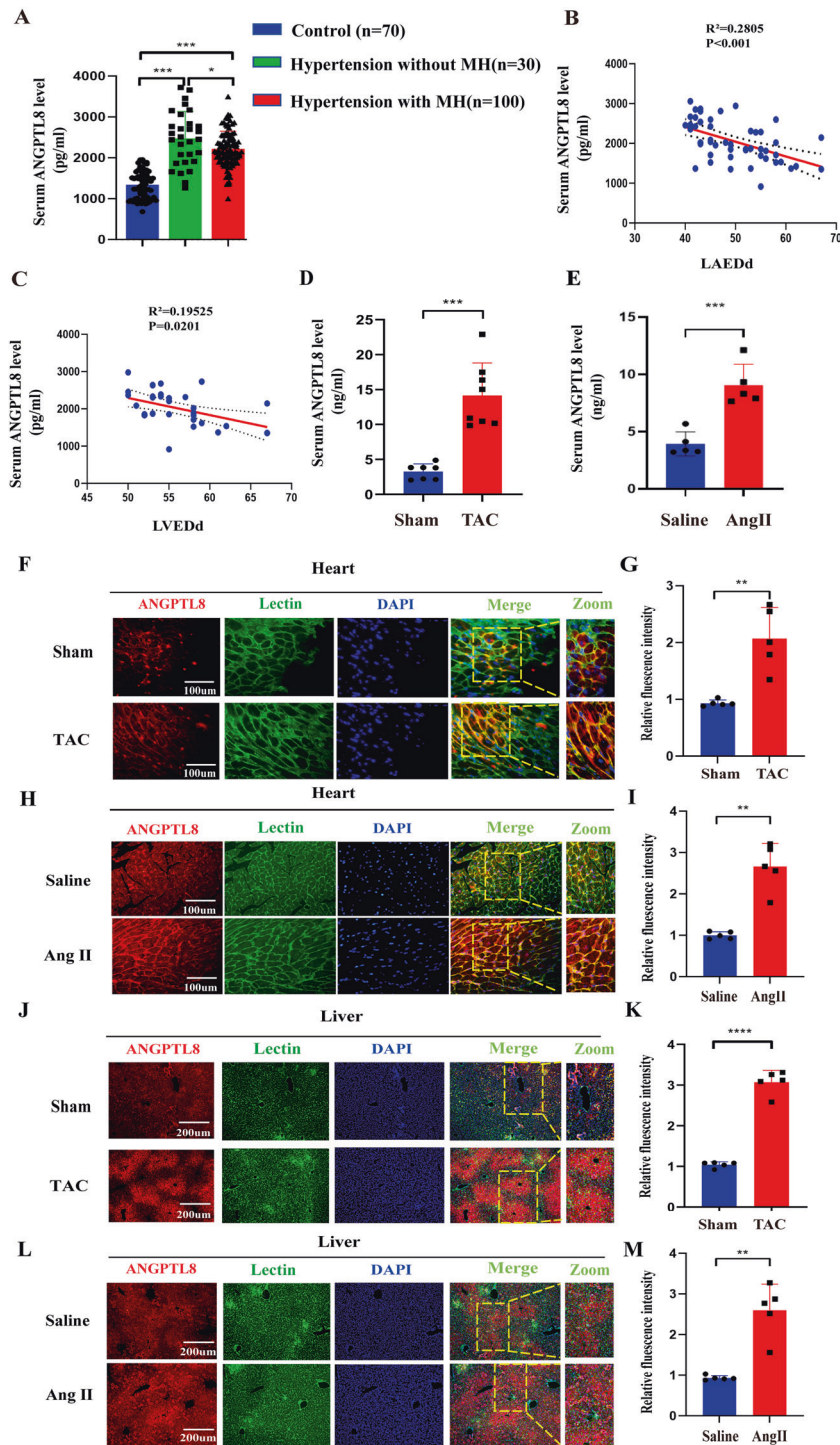 A
Control (n=70)
Hypertension without MH(n=30)
Hypertension with MH(n=100)
***
***
*
Serum ANGPTL8 level
(pg/ml)
4000
3000
2000
1000
0
B
R²=0.2805
P<0.001
Serum ANGPTL8 level
(pg/ml)
4000
3000
2000
1000
0
30 40 50 60 70
LAEDd
C
R²=0.19525
P=0.0201
Serum ANGPTL8 level
(pg/ml)
4000
3000
2000
1000
0
45 50 55 60 65 70
LVEDd
D
***
Serum ANGPTL8 level
(ng/ml)
25
20
15
10
5
0
Sham TAC
E
***
Serum ANGPTL8 level
(ng/ml)
15
10
5
0
Saline AngII
F
Heart
ANGPTL8 Lectin DAPI Merge Zoom
Sham
100um
TAC
100um
G
**
Relative fluescence intensity
3
2
1
0
Sham TAC
H
Heart
ANGPTL8 Lectin DAPI Merge Zoom
Saline
100um
Ang II
100um
I
**
Relative fluescence intensity
4
3
2
1
0
Saline AngII
J
Liver
ANGPTL8 Lectin DAPI Merge Zoom
Sham
200um
TAC
200um
K
****
Relative fluescence intensity
4
3
2
1
0
Sham TAC
L
Liver
ANGPTL8 Lectin DAPI Merge Zoom
Saline
200um
Ang II
200um
M
**
Relative fluescence intensity
4
3
2
1
0
Saline AngII